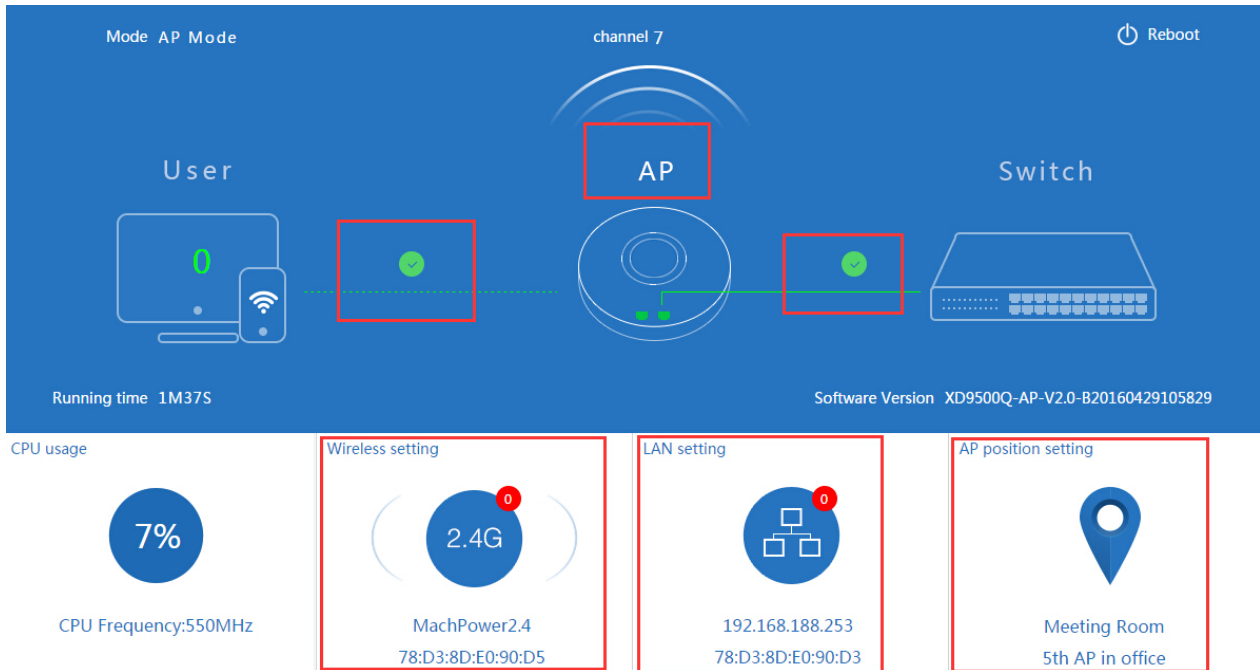 Mode AP Mode
channel 7
Reboot
User
AP
Switch
0
Running time 1M37S
Software Version XD9500Q-AP-V2.0-B20160429105829
CPU usage
Wireless setting
LAN setting
AP position setting
7%
2.4G
0
0
CPU Frequency:550MHz
MachPower2.4
192.168.188.253
Meeting Room
78:D3:8D:E0:90:D5
78:D3:8D:E0:90:D3
5th AP in office